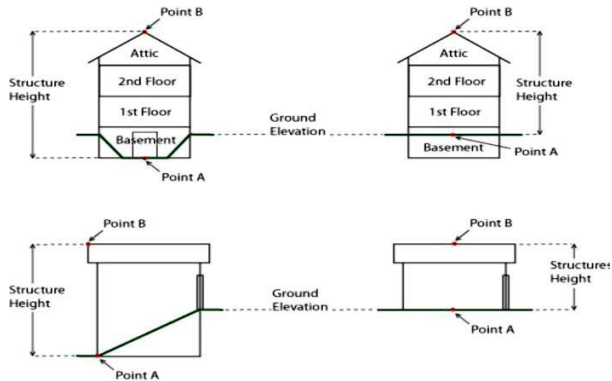 Point B
Attic
2nd Floor
1st Floor
Basement
Structure
Height
Point A
Ground
Elevation
Point B
Attic
2nd Floor
1st Floor
Basement
Structure
Height
Point A
Point B
Structure
Height
Point A
Ground
Elevation
Point B
Structures
Height
Point A